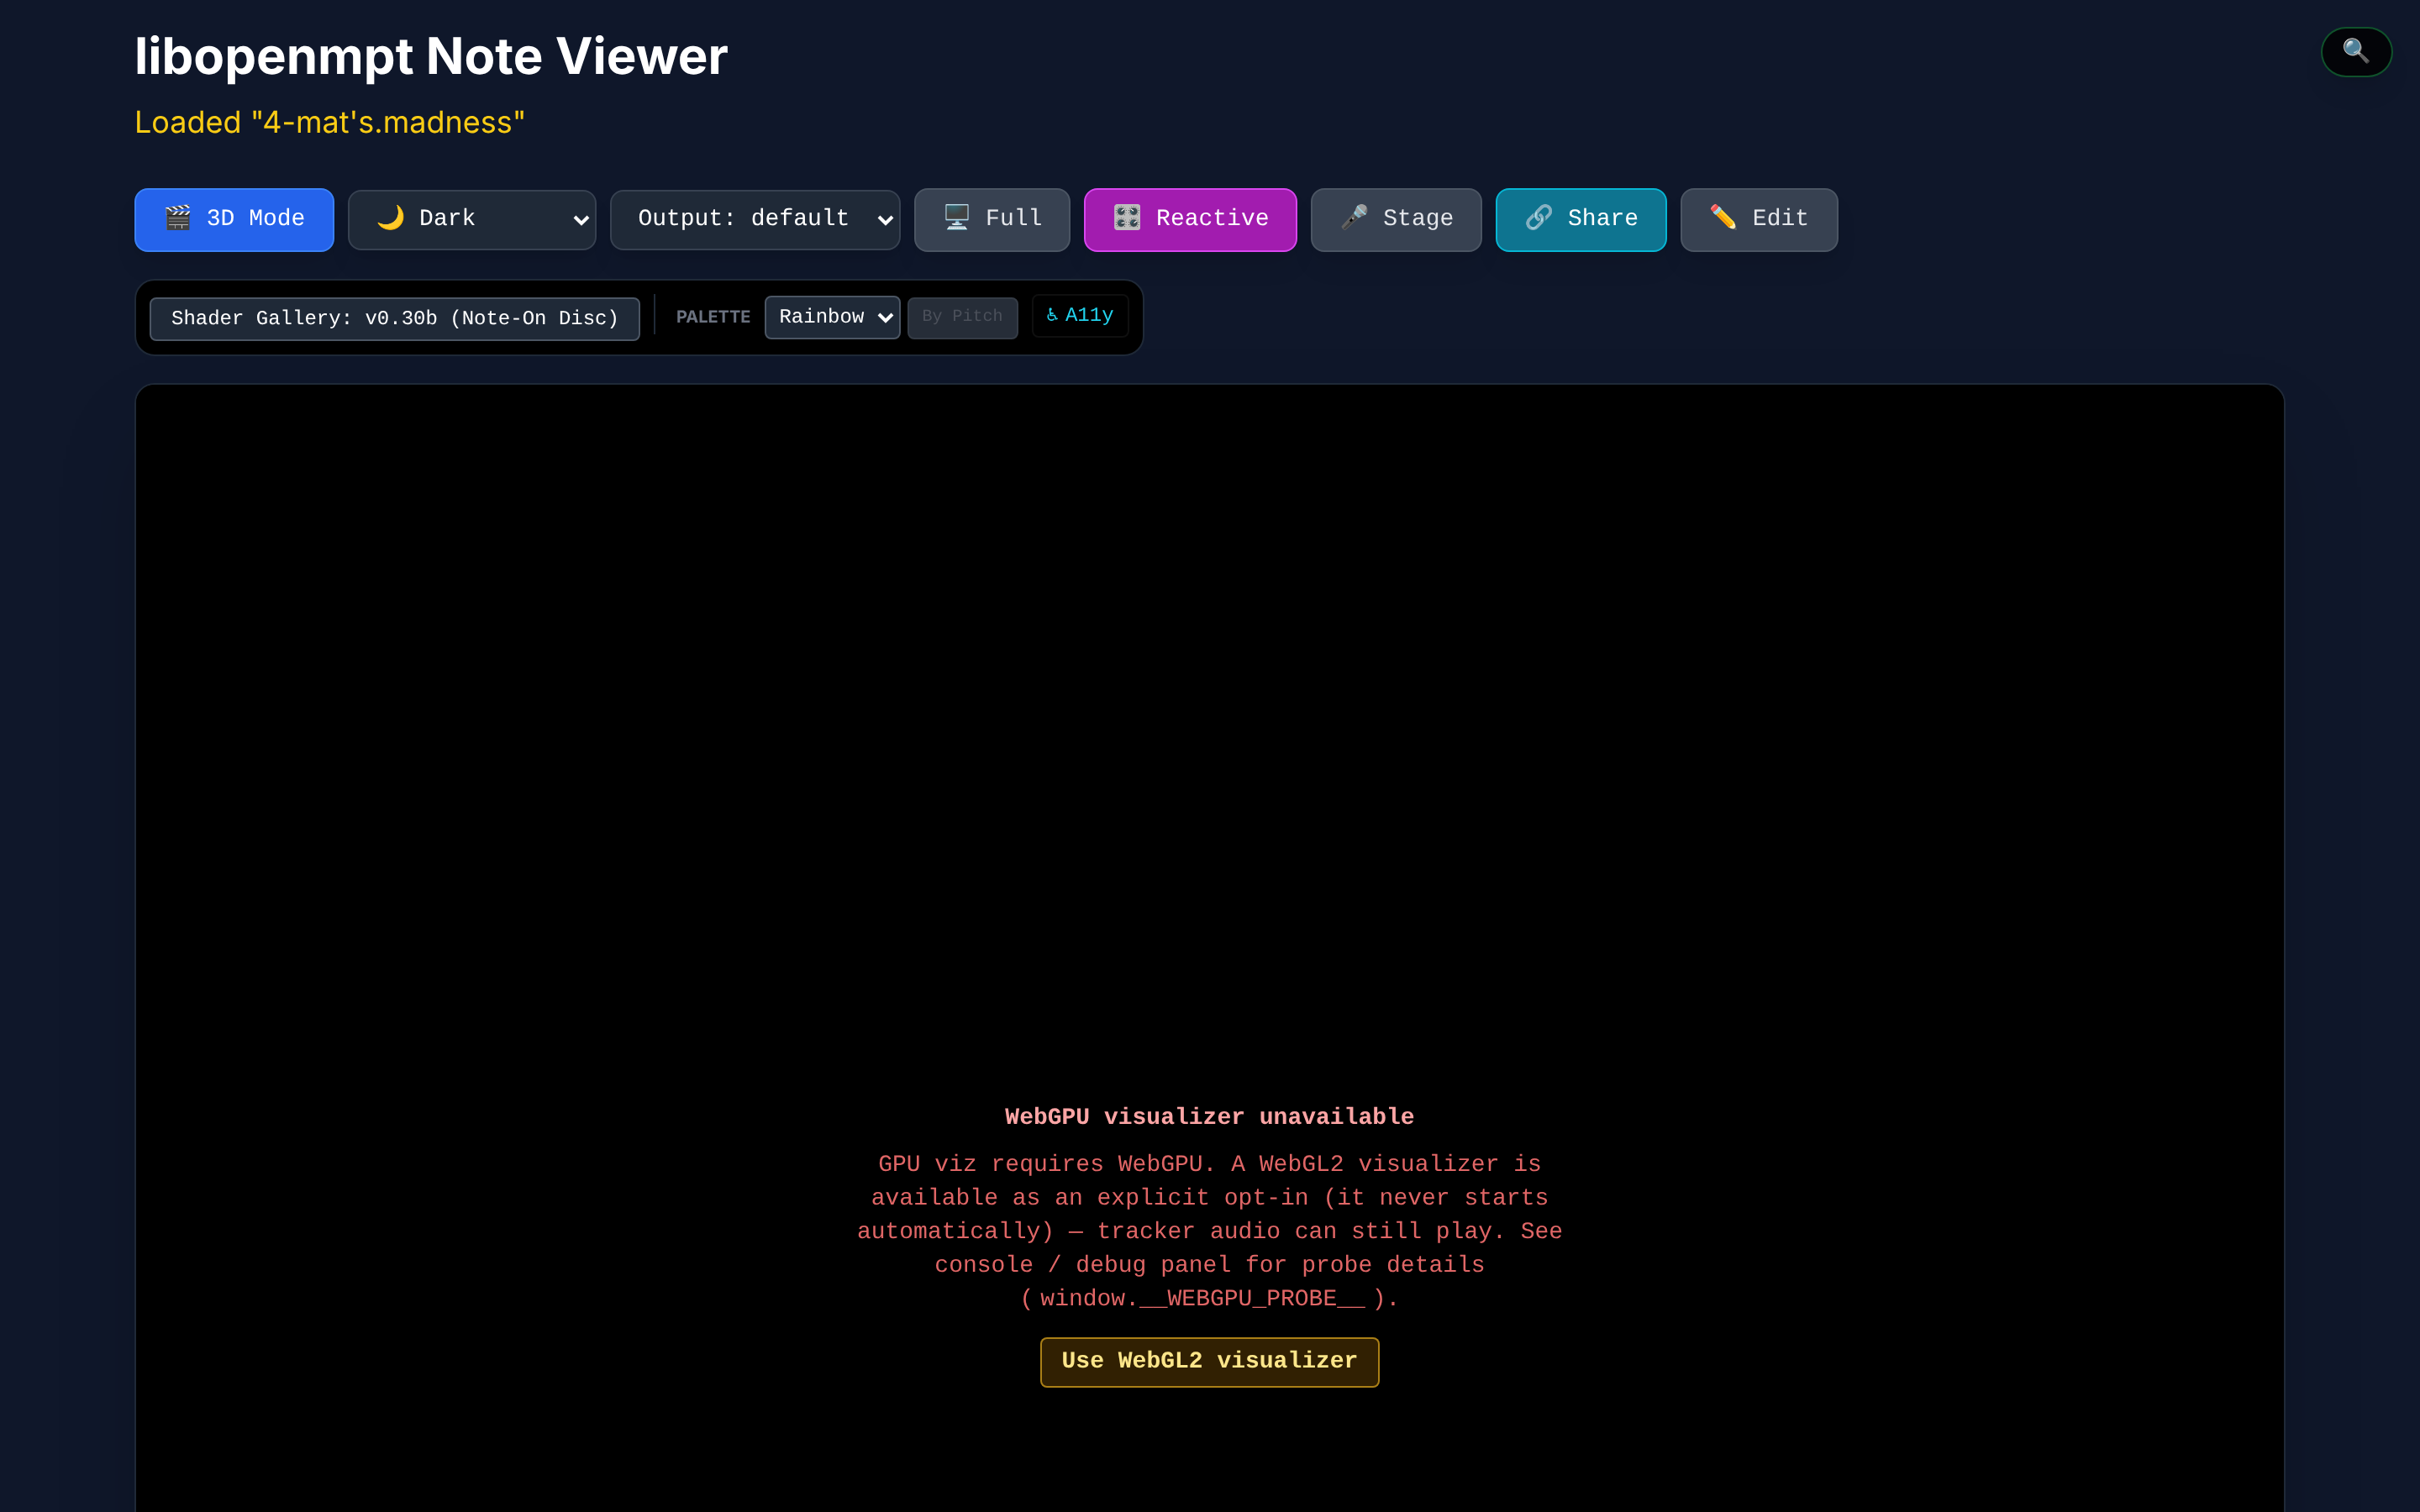 libopenmpt Note Viewer
Loaded "4-mat's.madness"
3D Mode
Dark
Output: default
Full
Reactive
Stage
Share
Edit
Shader Gallery: v0.30b (Note-On Disc)
PALETTE
Rainbow
By Pitch
A11y
WebGPU visualizer unavailable
GPU viz requires WebGPU. A WebGL2 visualizer is
available as an explicit opt-in (it never starts
automatically) — tracker audio can still play. See
console / debug panel for probe details
(window.__WEBGPU_PROBE__).
Use WebGL2 visualizer